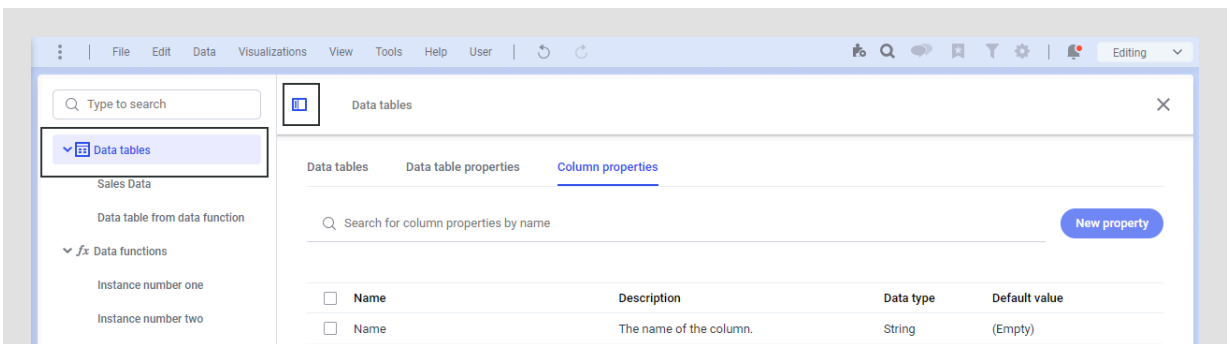 File Edit Data Visualizations View Tools Help User Editing
Type to search
Data tables
Data tables
Sales Data
Data table from data function
fx Data functions
Instance number one
Instance number two
Data tables Data table properties Column properties
Search for column properties by name
New property
Name Description Data type Default value
Name The name of the column. String (Empty)